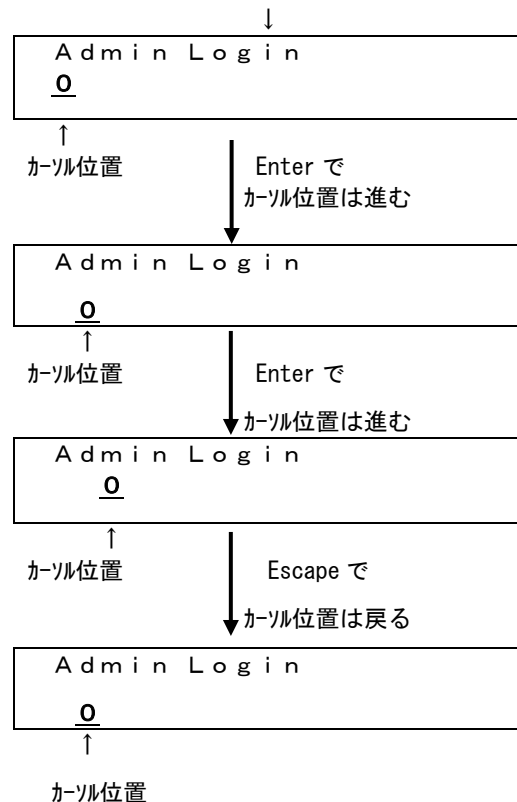 ↓
Ａｄｍｉｎ Ｌｏｇｉｎ
０
↑
ｶｰｿﾙ位置
Enter で
ｶｰｿﾙ位置は進む
Ａｄｍｉｎ Ｌｏｇｉｎ
０
↑
ｶｰｿﾙ位置
Enter で
ｶｰｿﾙ位置は進む
Ａｄｍｉｎ Ｌｏｇｉｎ
０
↑
ｶｰｿﾙ位置
Escape で
ｶｰｿﾙ位置は戻る
Ａｄｍｉｎ Ｌｏｇｉｎ
０
↑
ｶｰｿﾙ位置